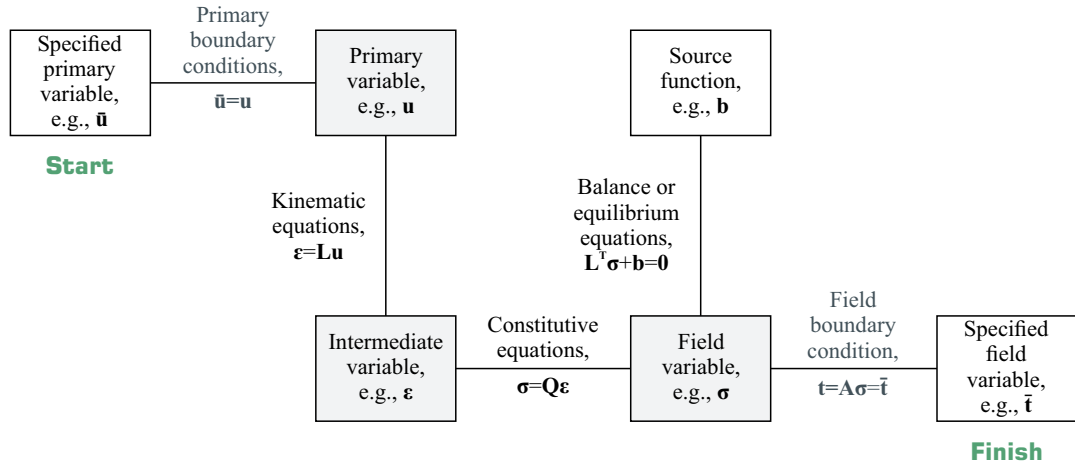 Specified
primary
variable,
e.g., ū
Start
Primary
boundary
conditions,
ū=u
Primary
variable,
e.g., u
Source
function,
e.g., b
Kinematic
equations,
ε=Lu
Balance or
equilibrium
equations,
Lᵀσ+b=0
Intermediate
variable,
e.g., ε
Constitutive
equations,
σ=Qε
Field
variable,
e.g., σ
Field
boundary
condition,
t=Aσ=t̄
Specified
field
variable,
e.g., t̄
Finish